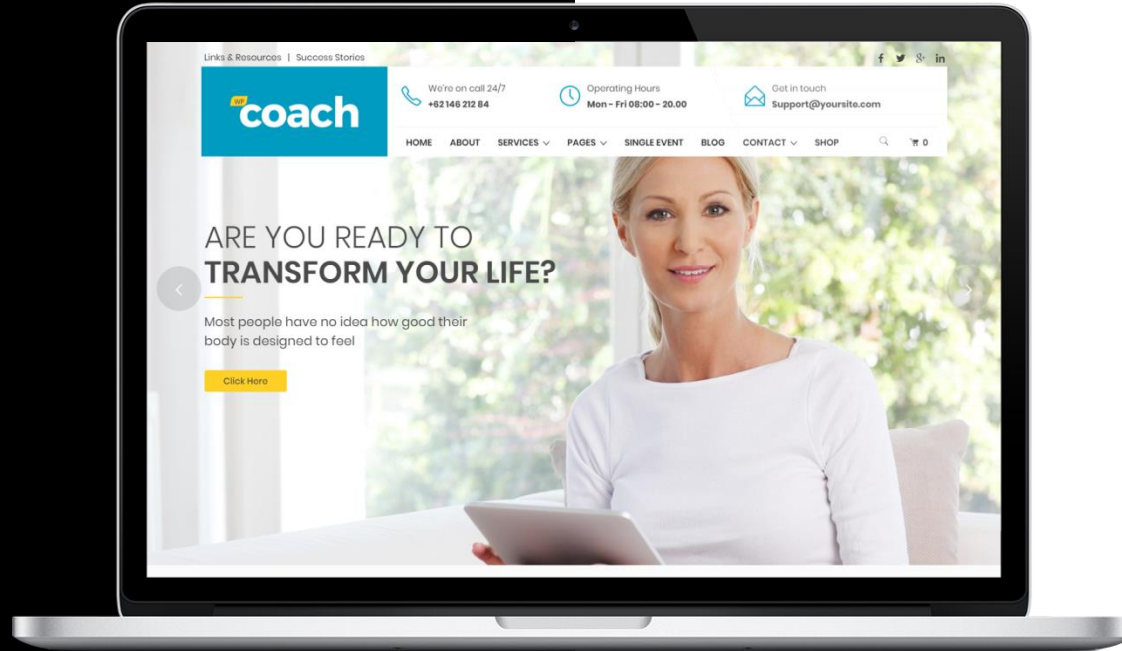 Links & Resources | Success Stories
f g+ in
WP
coach
We're on call 24/7
+62 146 212 84
Operating Hours
Mon - Fri 08:00 - 20.00
Get in touch
Support@yoursite.com
HOME ABOUT SERVICES PAGES SINGLE EVENT BLOG CONTACT SHOP 0
ARE YOU READY TO
TRANSFORM YOUR LIFE?
Most people have no idea how good their
body is designed to feel
Click Here